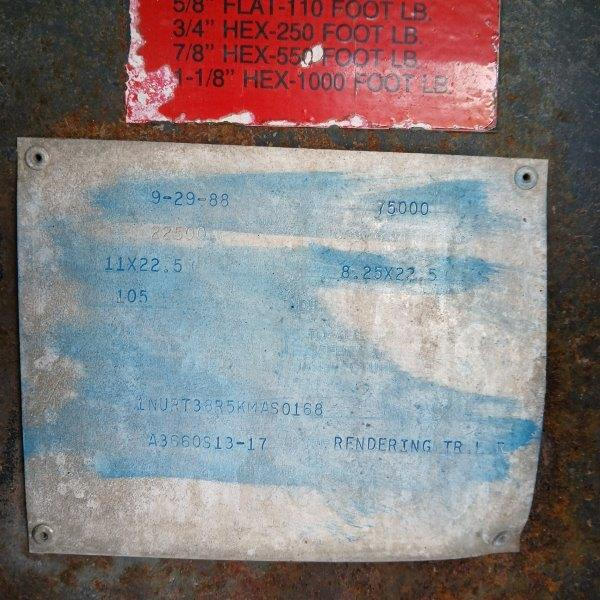 5/8" FLAT-110 FOOT LB.
3/4" HEX-250 FOOT LB.
7/8" HEX-550 FOOT LB.
1-1/8" HEX-1000 FOOT LB.
9-29-88 75000
22500
11X22.5 8.25X22.5
105
1NURT36R5KMAS0168
A3660S13-17 RENDERING